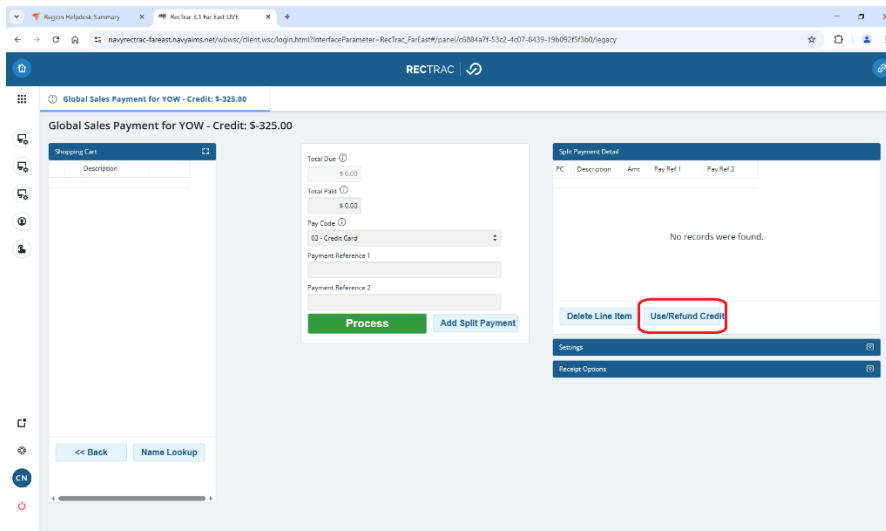 Region Helpdesk Summary
RecTrac 3.1 Far East LIVE
navyrectrac-fareast.navyaims.net/wbwsc/client.wsc/login.html?InterfaceParameter=RecTrac_FarEast#/panel/c6884a7f-53c2-4c07-8439-19b092f5f3b0/legacy
RECTRAC
Global Sales Payment for YOW - Credit: $-325.00
Global Sales Payment for YOW - Credit: $-325.00
Shopping Cart
Description
Total Due
$ 0.00
Total Paid
$ 0.00
Pay Code
03 - Credit Card
Payment Reference 1
Payment Reference 2
Process
Add Split Payment
Split Payment Detail
PC Description Amt Pay Ref 1 Pay Ref 2
No records were found.
Delete Line Item
Use/Refund Credit
Settings
Receipt Options
<< Back
Name Lookup
CN